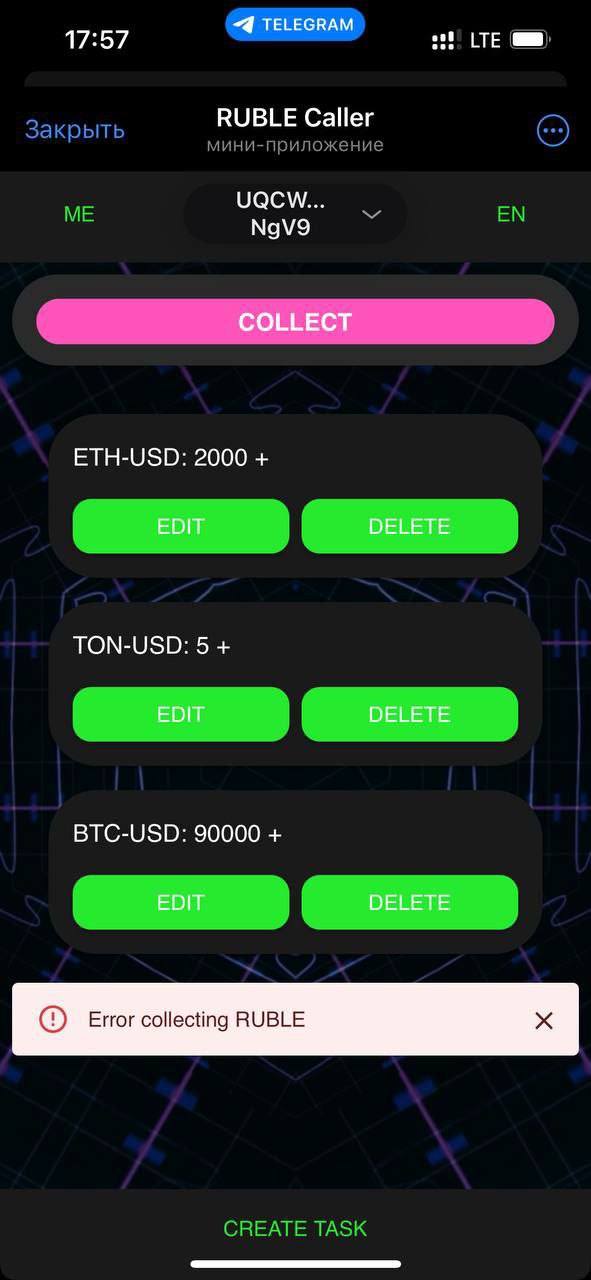 17:57
TELEGRAM
LTE
Закрыть
RUBLE Caller
мини-приложение
ME
UQCW...
NgV9
EN
COLLECT
ETH-USD: 2000 +
EDIT
DELETE
TON-USD: 5 +
EDIT
DELETE
BTC-USD: 90000 +
EDIT
DELETE
Error collecting RUBLE
CREATE TASK